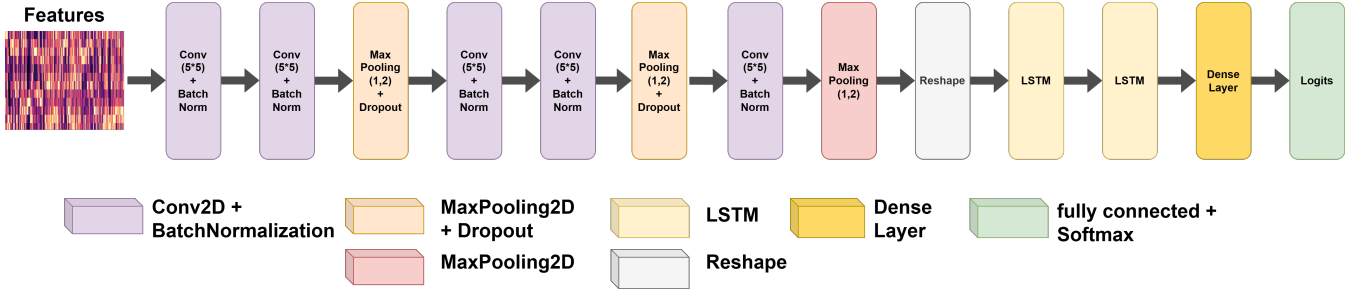 Features
Conv
(5*5)
+
Batch
Norm
Conv
(5*5)
+
Batch
Norm
Max
Pooling
(1,2)
+
Dropout
Conv
(5*5)
+
Batch
Norm
Conv
(5*5)
+
Batch
Norm
Max
Pooling
(1,2)
+
Dropout
Conv
(5*5)
+
Batch
Norm
Max
Pooling
(1,2)
Reshape
LSTM
LSTM
Dense
Layer
Logits
Conv2D +
BatchNormalization
MaxPooling2D
+ Dropout
LSTM
Dense
Layer
fully connected +
Softmax
MaxPooling2D
Reshape